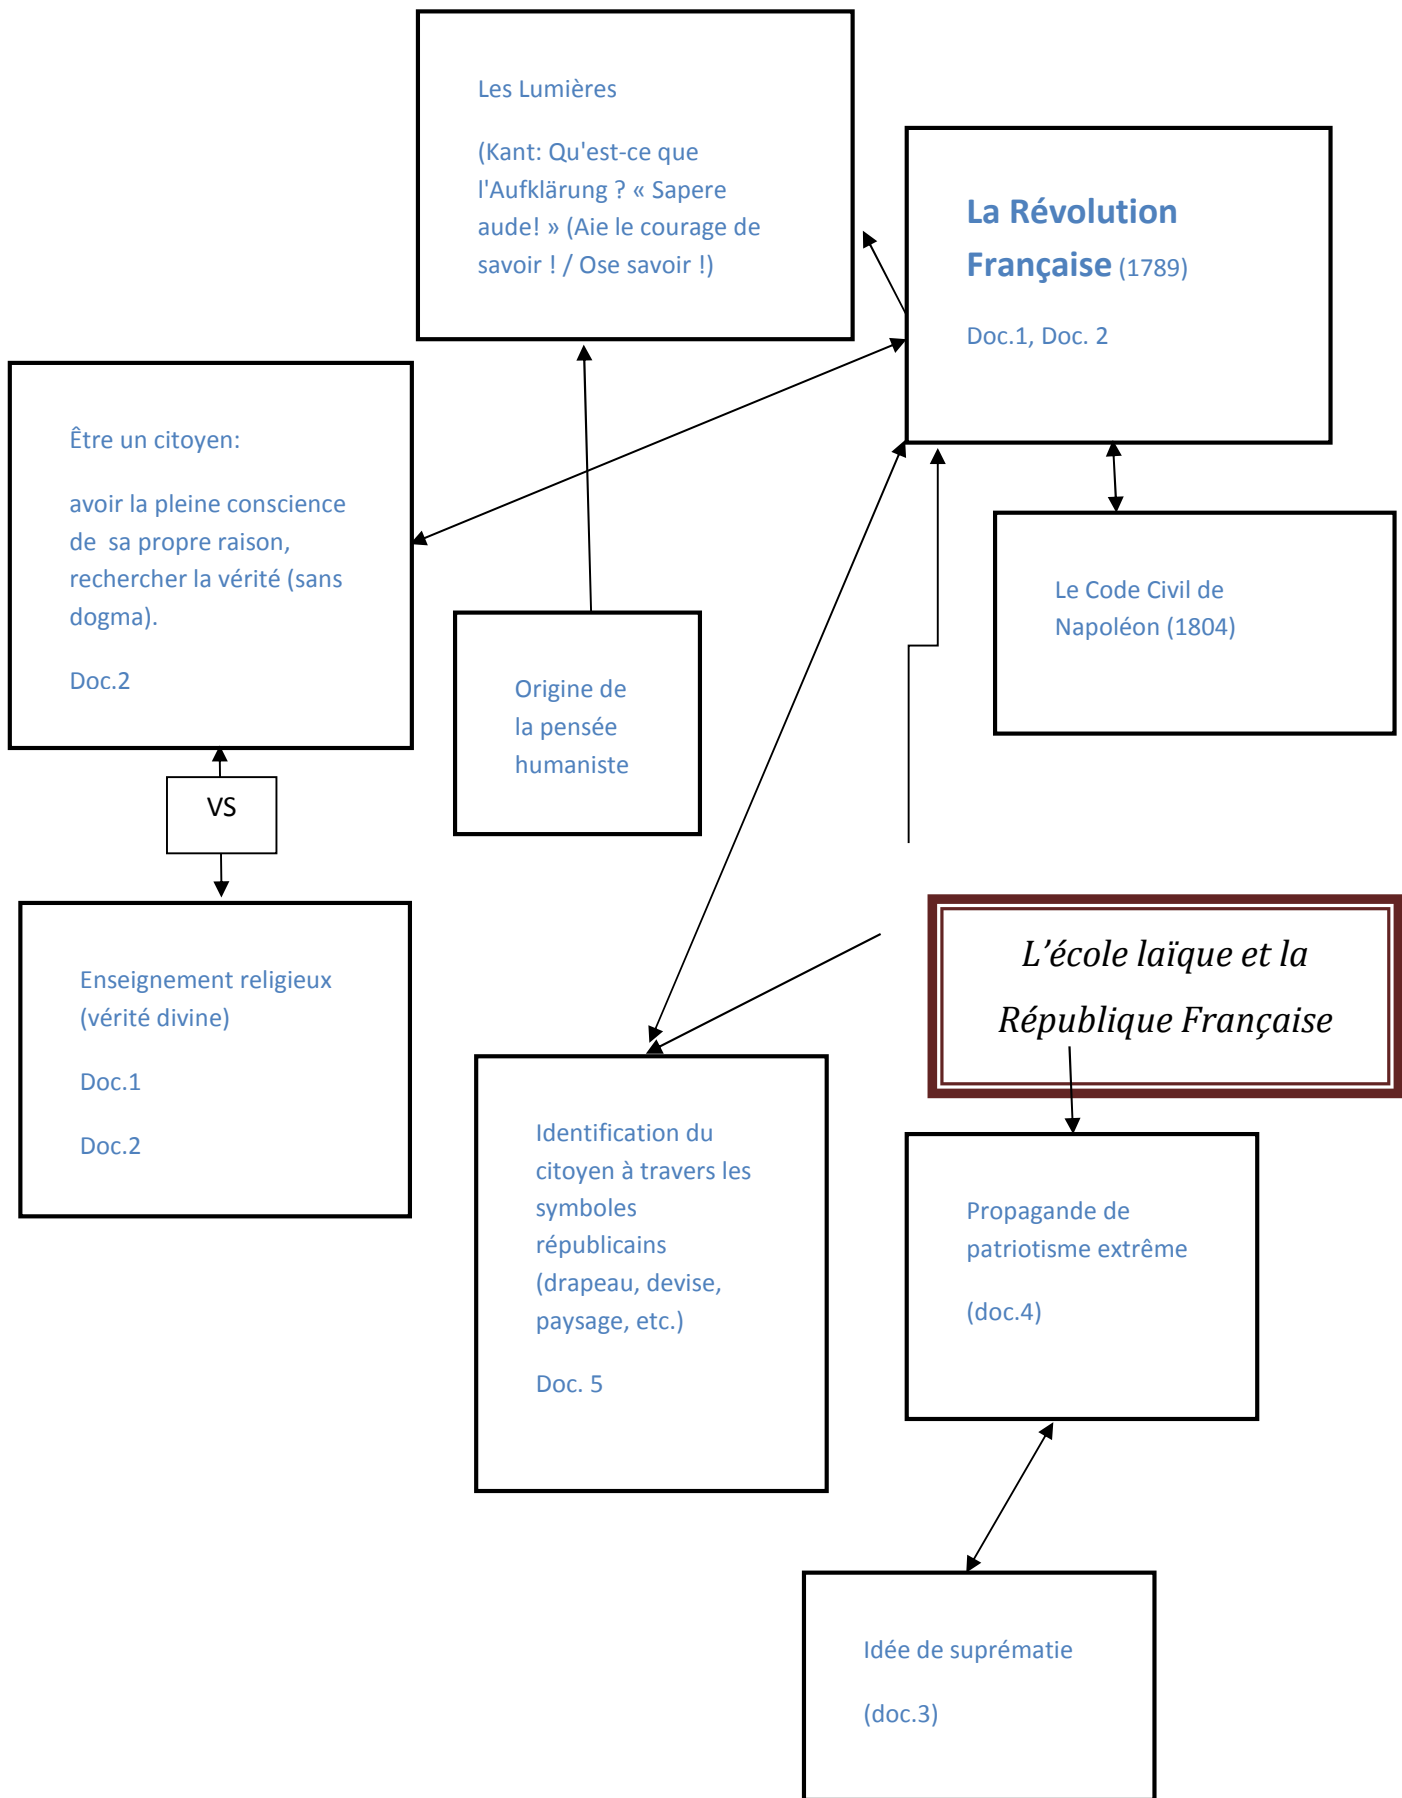 Les Lumières
(Kant: Qu'est-ce que
l'Aufklärung ? « Sapere
aude! » (Aie le courage de
savoir ! / Ose savoir !)
La Révolution
Française (1789)
Doc.1, Doc. 2
Être un citoyen:
avoir la pleine conscience
de sa propre raison,
rechercher la vérité (sans
dogma).
Doc.2
Le Code Civil de
Napoléon (1804)
Origine de
la pensée
humaniste
VS
Enseignement religieux
(vérité divine)
Doc.1
Doc.2
L’école laïque et la
République Française
Identification du
citoyen à travers les
symboles
républicains
(drapeau, devise,
paysage, etc.)
Doc. 5
Propagande de
patriotisme extrême
(doc.4)
Idée de suprématie
(doc.3)